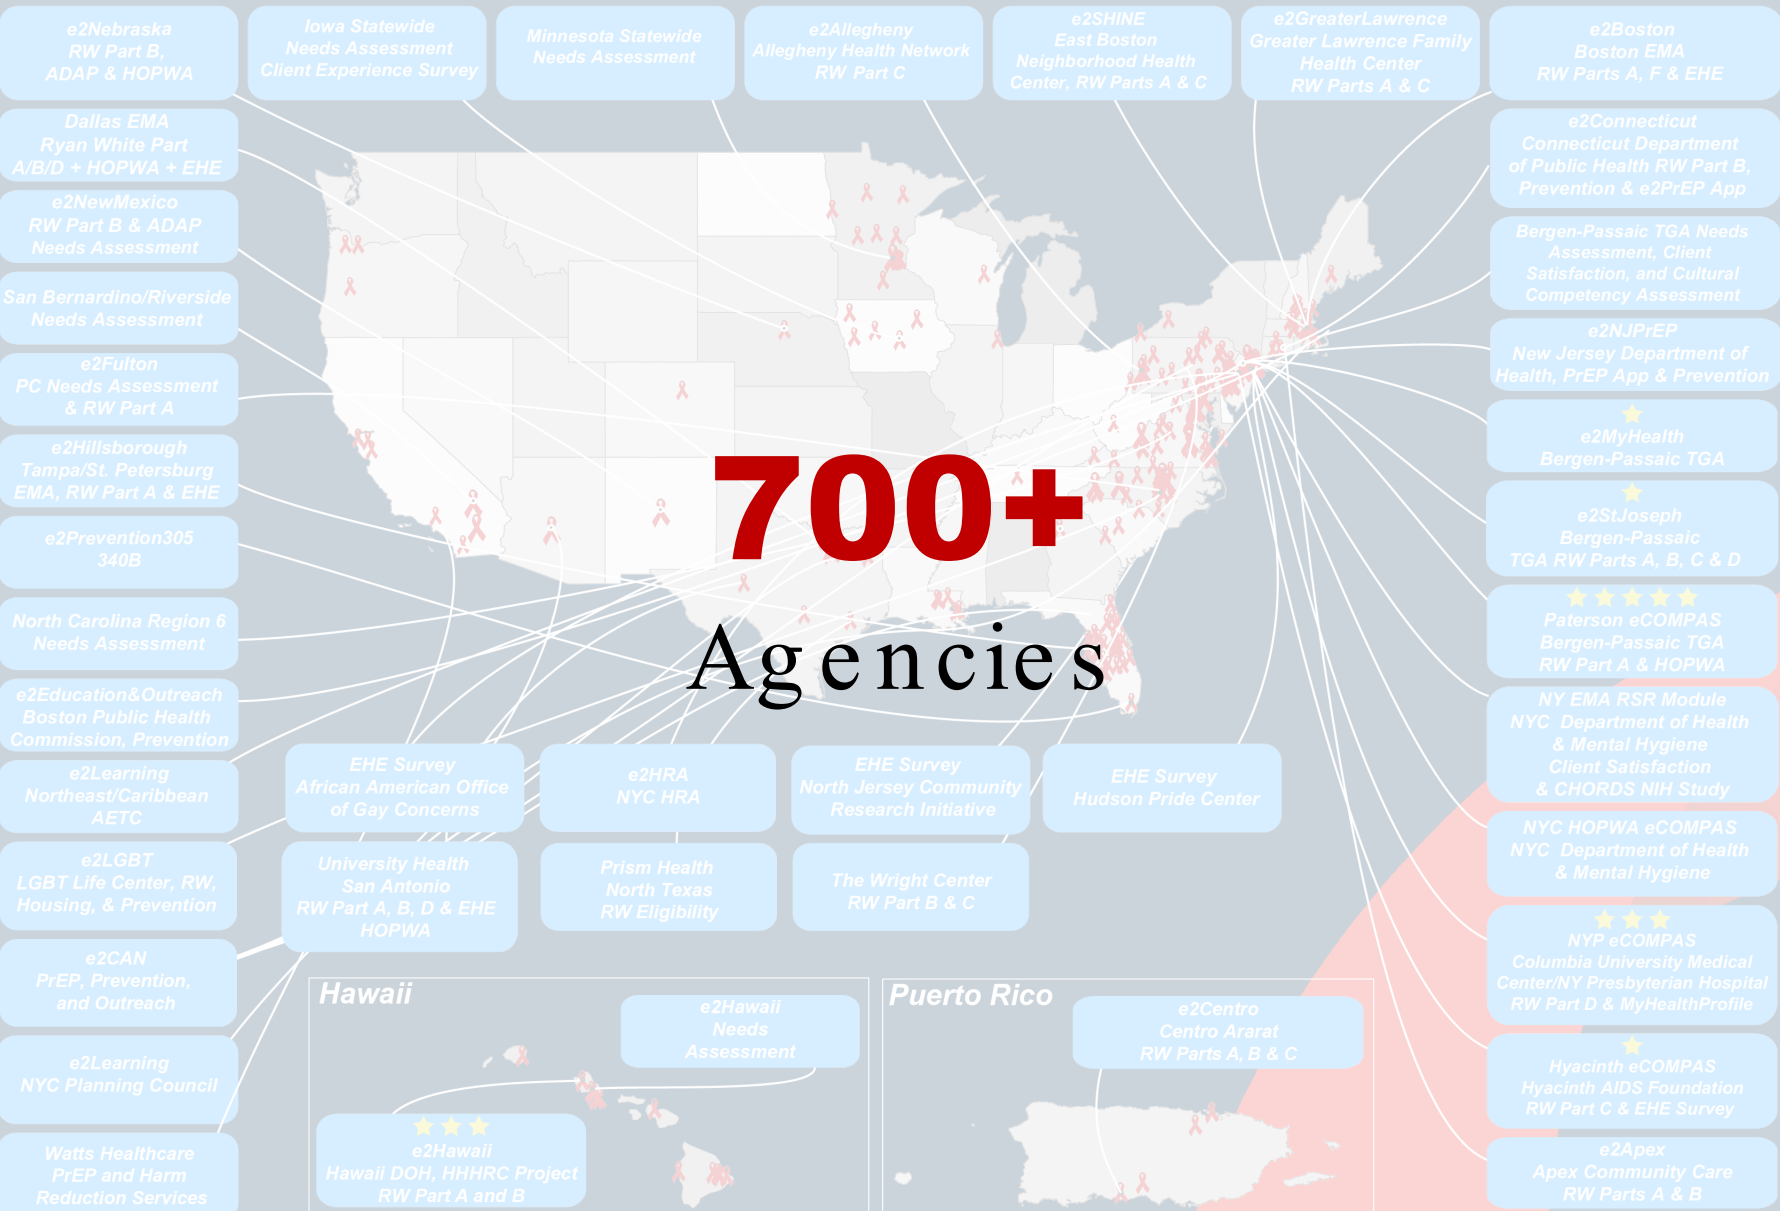 e2Nebraska
RW Part B,
ADAP & HOPWA
Iowa Statewide
Needs Assessment
Client Experience Survey
Minnesota Statewide
Needs Assessment
e2Allegheny
Allegheny Health Network
RW Part C
e2SHINE
East Boston
Neighborhood Health
Center, RW Parts A & C
e2GreaterLawrence
Greater Lawrence Family
Health Center
RW Parts A & C
e2Boston
Boston EMA
RW Parts A, F & EHE
Dallas EMA
Ryan White Part
A/B/D + HOPWA + EHE
e2NewMexico
RW Part B & ADAP
Needs Assessment
San Bernardino/Riverside
Needs Assessment
e2Fulton
PC Needs Assessment
& RW Part A
e2Hillsborough
Tampa/St. Petersburg
EMA, RW Part A & EHE
e2Prevention305
340B
North Carolina Region 6
Needs Assessment
e2Education&Outreach
Boston Public Health
Commission, Prevention
e2Learning
Northeast/Caribbean
AETC
e2LGBT
LGBT Life Center, RW,
Housing, & Prevention
e2CAN
PrEP, Prevention,
and Outreach
e2Learning
NYC Planning Council
Watts Healthcare
PrEP and Harm
Reduction Services
700+
Agencies
EHE Survey
African American Office
of Gay Concerns
e2HRA
NYC HRA
EHE Survey
North Jersey Community
Research Initiative
EHE Survey
Hudson Pride Center
University Health
San Antonio
RW Part A, B, D & EHE
HOPWA
Prism Health
North Texas
RW Eligibility
The Wright Center
RW Part B & C
Hawaii
e2Hawaii
Needs
Assessment
e2Hawaii
Hawaii DOH, HHHRC Project
RW Part A and B
Puerto Rico
e2Centro
Centro Ararat
RW Parts A, B & C
e2Connecticut
Connecticut Department
of Public Health RW Part B,
Prevention & e2PrEP App
Bergen-Passaic TGA Needs
Assessment, Client
Satisfaction, and Cultural
Competency Assessment
e2NJPrEP
New Jersey Department of
Health, PrEP App & Prevention
e2MyHealth
Bergen-Passaic TGA
e2StJoseph
Bergen-Passaic
TGA RW Parts A, B, C & D
Paterson eCOMPAS
Bergen-Passaic TGA
RW Part A & HOPWA
NY EMA RSR Module
NYC Department of Health
& Mental Hygiene
Client Satisfaction
& CHORDS NIH Study
NYC HOPWA eCOMPAS
NYC Department of Health
& Mental Hygiene
NYP eCOMPAS
Columbia University Medical
Center/NY Presbyterian Hospital
RW Part D & MyHealthProfile
Hyacinth eCOMPAS
Hyacinth AIDS Foundation
RW Part C & EHE Survey
e2Apex
Apex Community Care
RW Parts A & B